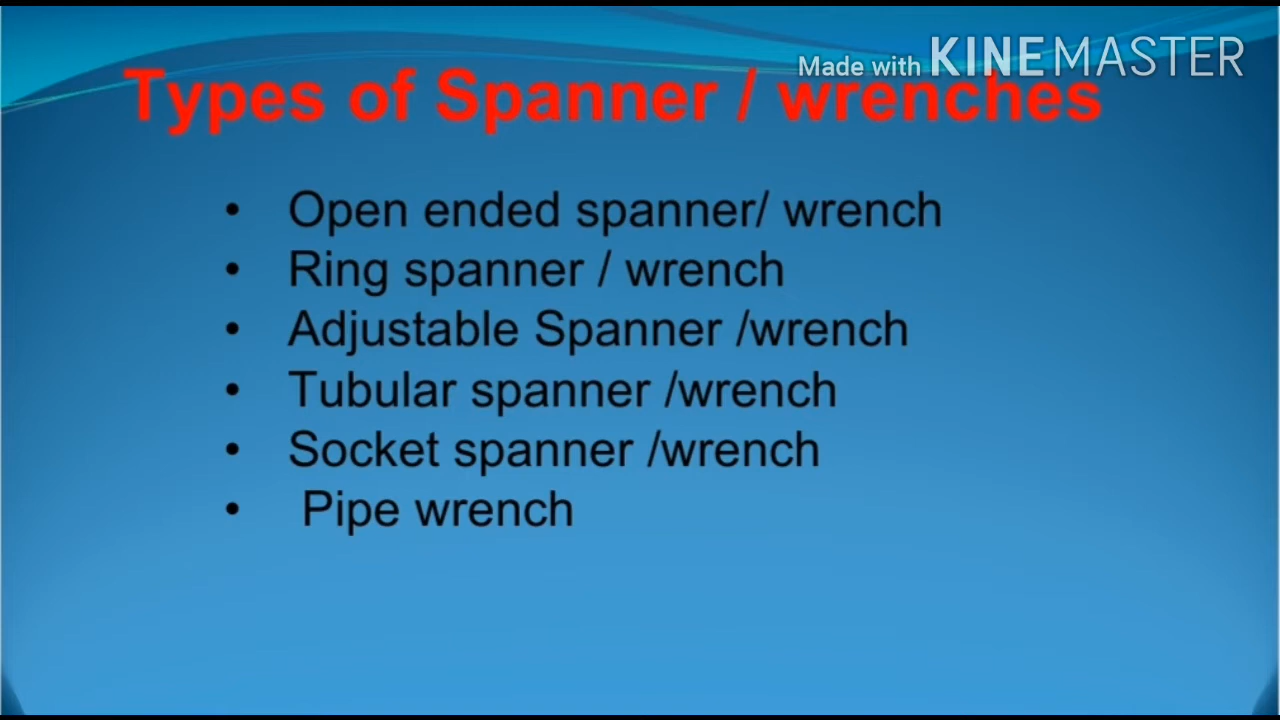 Made with KINEMASTER
Types of Spanner / wrenches
• Open ended spanner/ wrench
• Ring spanner / wrench
• Adjustable Spanner /wrench
• Tubular spanner /wrench
• Socket spanner /wrench
• Pipe wrench